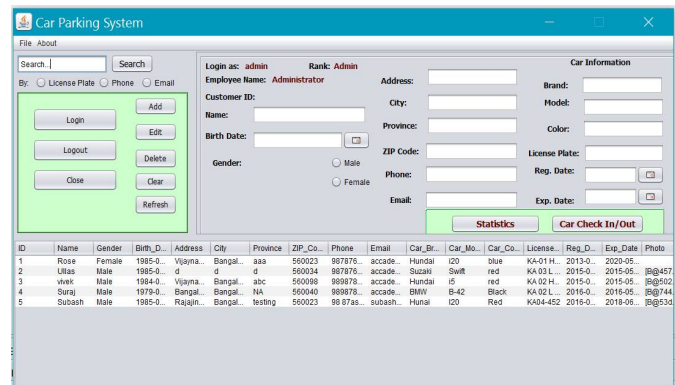 Car Parking System
File About
Search...
Search
By: License Plate Phone Email
Login
Logout
Close
Add
Edit
Delete
Clear
Refresh
Login as: admin Rank: Admin
Employee Name: Administrator
Customer ID:
Name:
Birth Date:
Gender:
Male
Female
Address:
City:
Province:
ZIP Code:
Phone:
Email:
Car Information
Brand:
Model:
Color:
License Plate:
Reg. Date:
Exp. Date:
Statistics
Car Check In/Out
ID Name Gender Birth_D... Address City Province ZIP_Co... Phone Email Car_Br... Car_Mo... Car_Co... License... Reg_D... Exp_Date Photo
1 Rose Female 1985-0... Vijayna... Bangal... aaa 560023 987876... accade... Hundai i20 blue KA-01 H... 2013-0... 2020-05...
2 Ullas Male 1985-0... d d d 560034 987876... accade... Suzaki Swift red KA 03 L ... 2015-0... 2015-05... [B@457...
3 vivek Male 1984-0... Vijayna... Bangal... abc 560098 989878... accade... Hundai i5 red KA 02 H... 2015-0... 2015-05... [B@502...
4 Suraj Male 1979-0... Bangal... Bangal... NA 560040 989878... accade... BMW B-42 Black KA 02 L ... 2016-0... 2016-05... [B@744...
5 Subash Male 1985-0... Rajajin... Bangal... testing 560023 98 87as... subash... Hunai I20 Red KA04-452 2016-0... 2018-06... [B@53d...